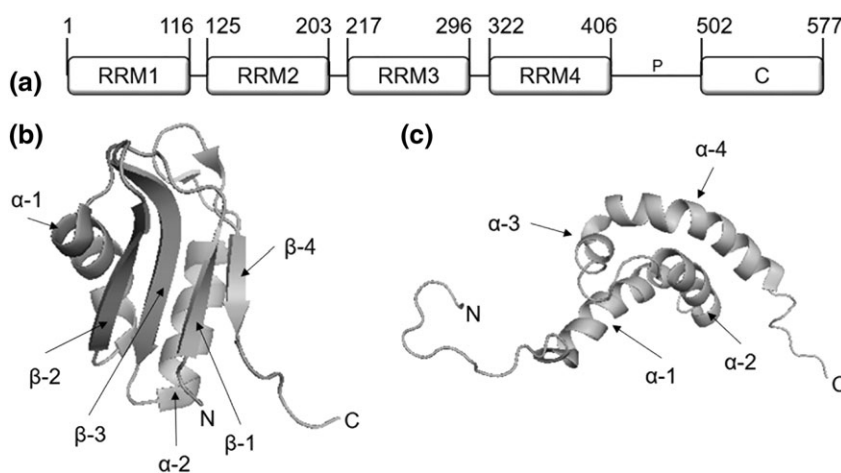 1 116 125 203 217 296 322 406 502 577
(a) RRM1 RRM2 RRM3 RRM4 P C
(b)
α-1
β-4
β-2
β-3
α-2
N
β-1
C
(c)
α-4
α-3
N
α-1
α-2
C